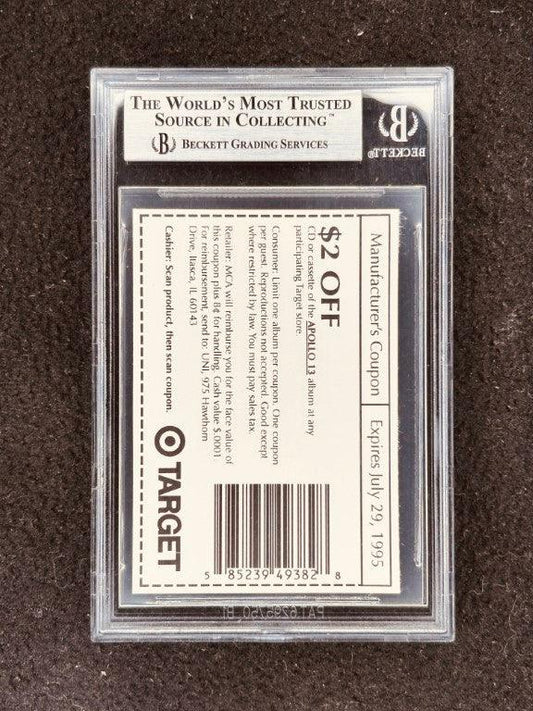 THE WORLD'S MOST TRUSTED
SOURCE IN COLLECTING™
B BECKETT GRADING SERVICES
B
BECKETT®
Manufacturer's Coupon Expires July 29, 1995
$2 OFF
CD or cassette of the APOLLO 13 album at any
participating Target store.
Consumer: Limit one album per coupon. One coupon
per guest. Reproductions not accepted. Good except
where restricted by law. You must pay sales tax.
Retailer: MCA will reimburse you for the face value of
this coupon plus 8¢ for handling. Cash value $.0001
For reimbursement, send to: UNI, 975 Hawthorn
Drive, Itasca, IL 60143
Cashier: Scan product, then scan coupon.
TARGET
5 85239 49382 8